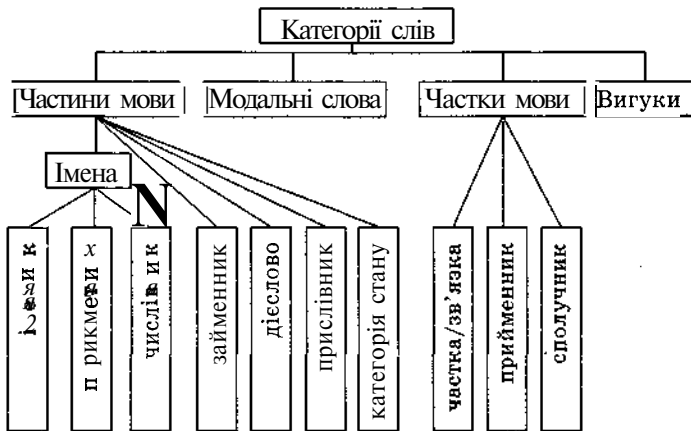 Категорії слів
Частини мови
Модальні слова
Частки мови
Вигуки
Імена
числівник
займенник
дієслово
прислівник
категорія стану
частка/зв’язка
прийменник
сполучник